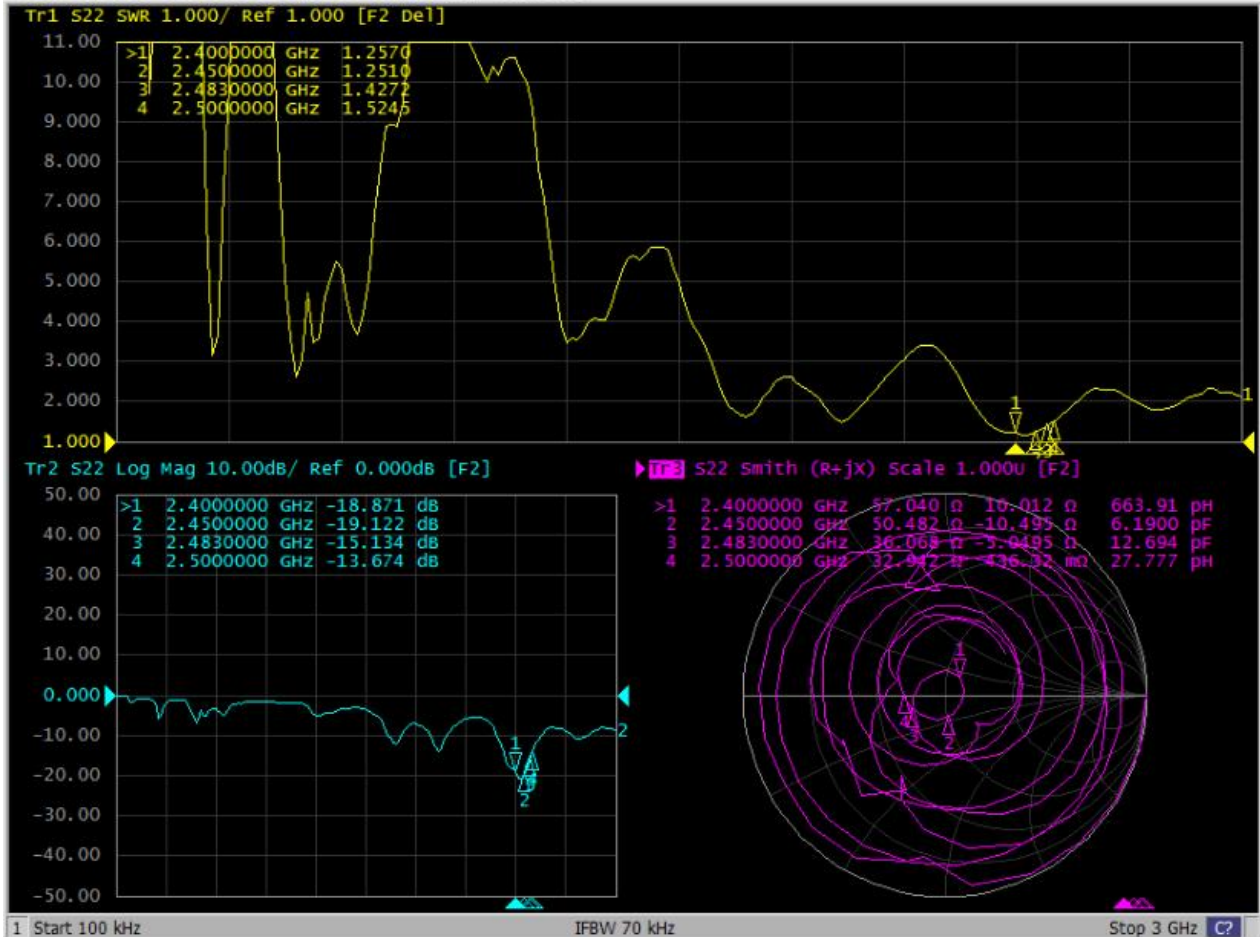 Tr1 S22 SWR 1.000/ Ref 1.000 [F2 Del]
11.00
10.00
9.000
8.000
7.000
6.000
5.000
4.000
3.000
2.000
1.000
>1 2.4000000 GHz 1.2570
2 2.4500000 GHz 1.2510
3 2.4830000 GHz 1.4272
4 2.5000000 GHz 1.5245
1
1
Tr2 S22 Log Mag 10.00dB/ Ref 0.000dB [F2]
50.00
40.00
30.00
20.00
10.00
0.000
-10.00
-20.00
-30.00
-40.00
-50.00
>1 2.4000000 GHz -18.871 dB
2 2.4500000 GHz -19.122 dB
3 2.4830000 GHz -15.134 dB
4 2.5000000 GHz -13.674 dB
1
2
2
Tr3 S22 Smith (R+jX) Scale 1.000U [F2]
>1 2.4000000 GHz 57.040 Ω 10.012 Ω 663.91 pH
2 2.4500000 GHz 50.482 Ω -10.495 Ω 6.1900 pF
3 2.4830000 GHz 36.068 Ω -5.0495 Ω 12.694 pF
4 2.5000000 GHz 32.942 Ω 436.32 mΩ 27.777 pH
1
4
3
2
1 Start 100 kHz
IFBW 70 kHz
Stop 3 GHz C?